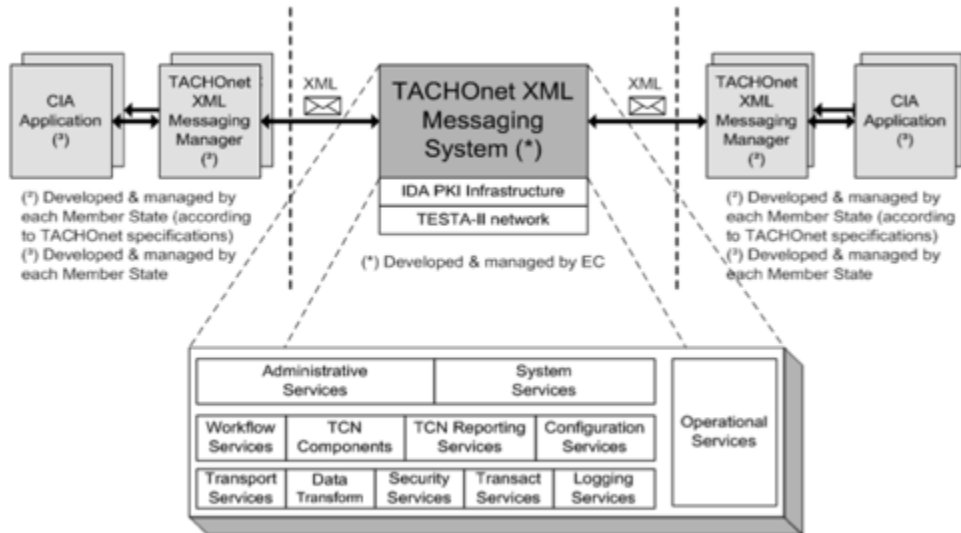 CIA
Application
(³)
TACHOnet
XML
Messaging
Manager
(²)
XML
TACHOnet XML
Messaging
System (*)
IDA PKI Infrastructure
TESTA-II network
XML
TACHOnet
XML
Messaging
Manager
(²)
CIA
Application
(³)
(²) Developed & managed by
each Member State (according
to TACHOnet specifications)
(³) Developed & managed by
each Member State
(*) Developed & managed by EC
(²) Developed & managed by
each Member State (according
to TACHOnet specifications)
(³) Developed & managed by
each Member State
Administrative
Services
System
Services
Operational
Services
Workflow
Services
TCN
Components
TCN Reporting
Services
Configuration
Services
Transport
Services
Data
Transform
Security
Services
Transact
Services
Logging
Services